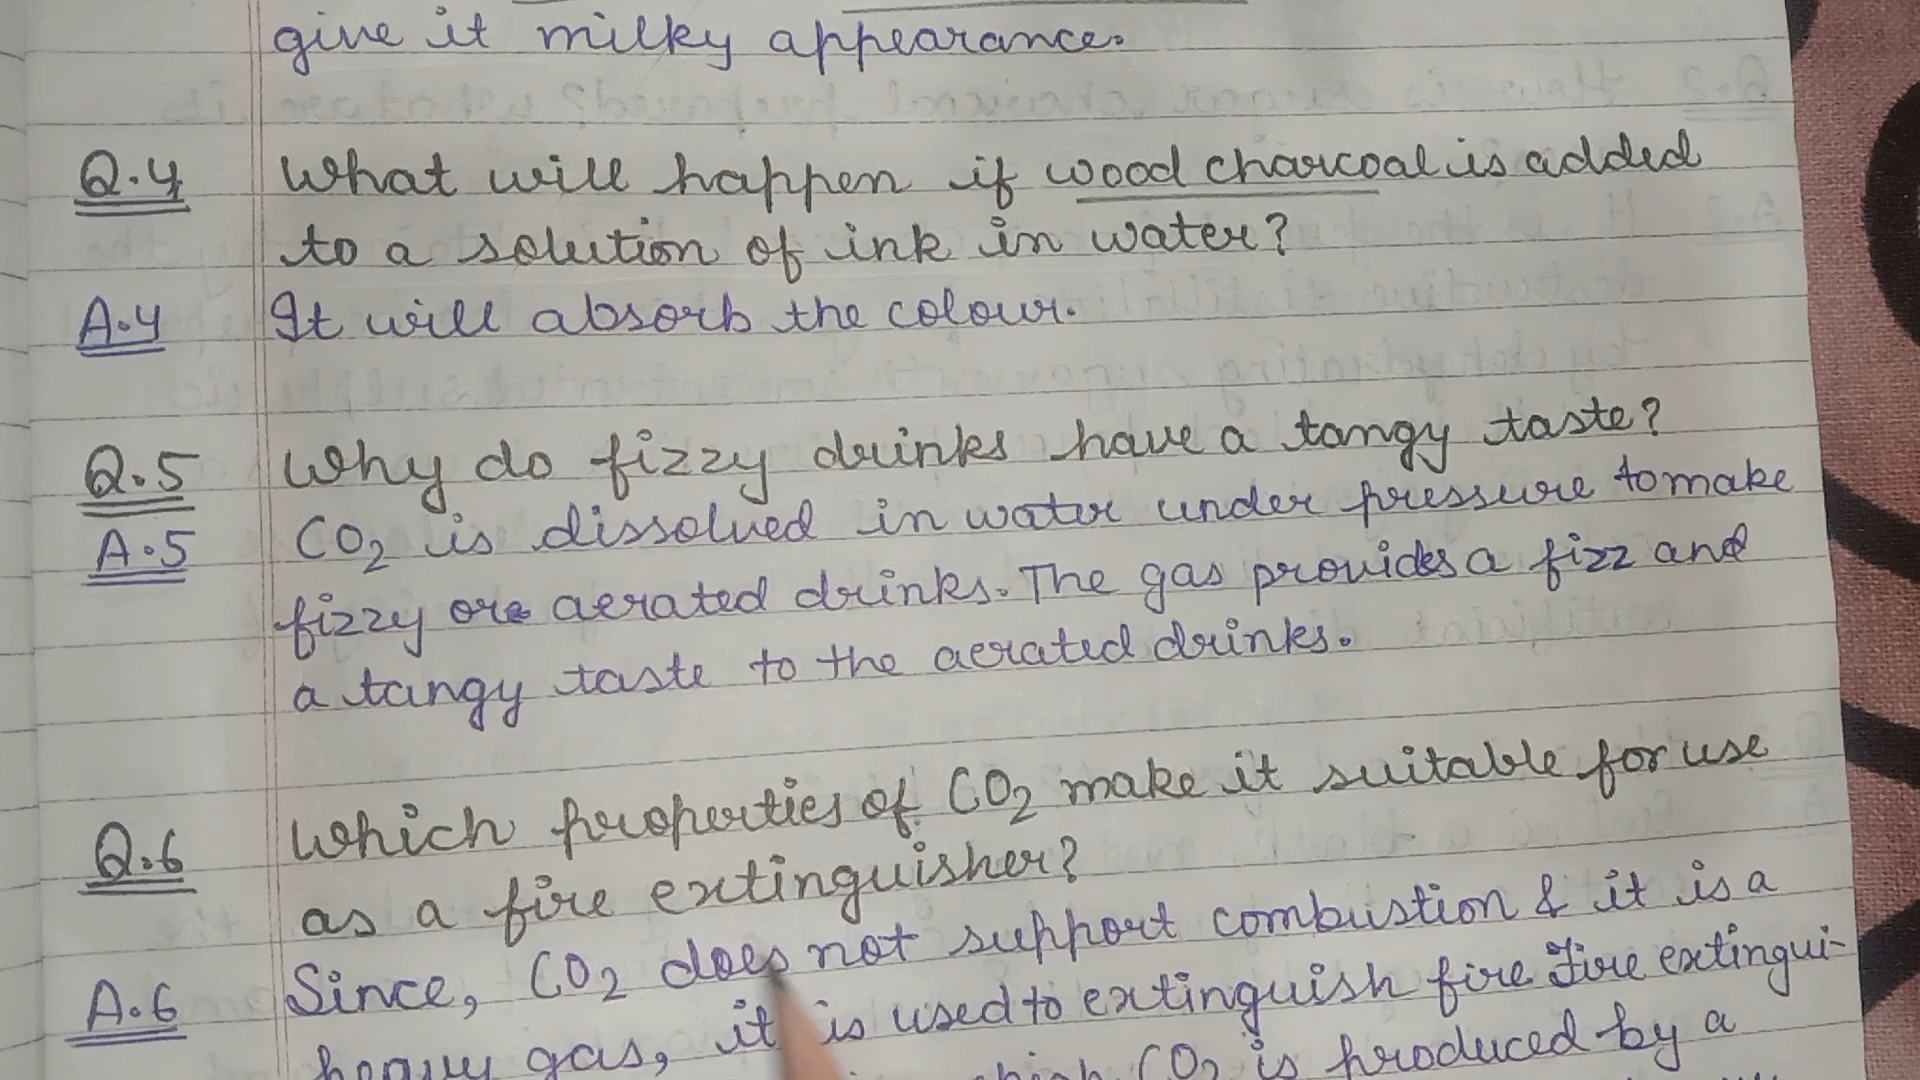 give it milky appearance.
Q.4 What will happen if wood charcoal is added
to a solution of ink in water?
A.4 It will absorb the colour.
Q.5 Why do fizzy drinks have a tangy taste?
A.5 CO2 is dissolved in water under pressure to make
fizzy or aerated drinks. The gas provides a fizz and
a tangy taste to the aerated drinks.
Q.6 Which properties of CO2 make it suitable for use
as a fire extinguisher?
A.6 Since, CO2 does not support combustion & it is a
heavy gas, it is used to extinguish fire Fire extingui-
which CO2 is produced by a